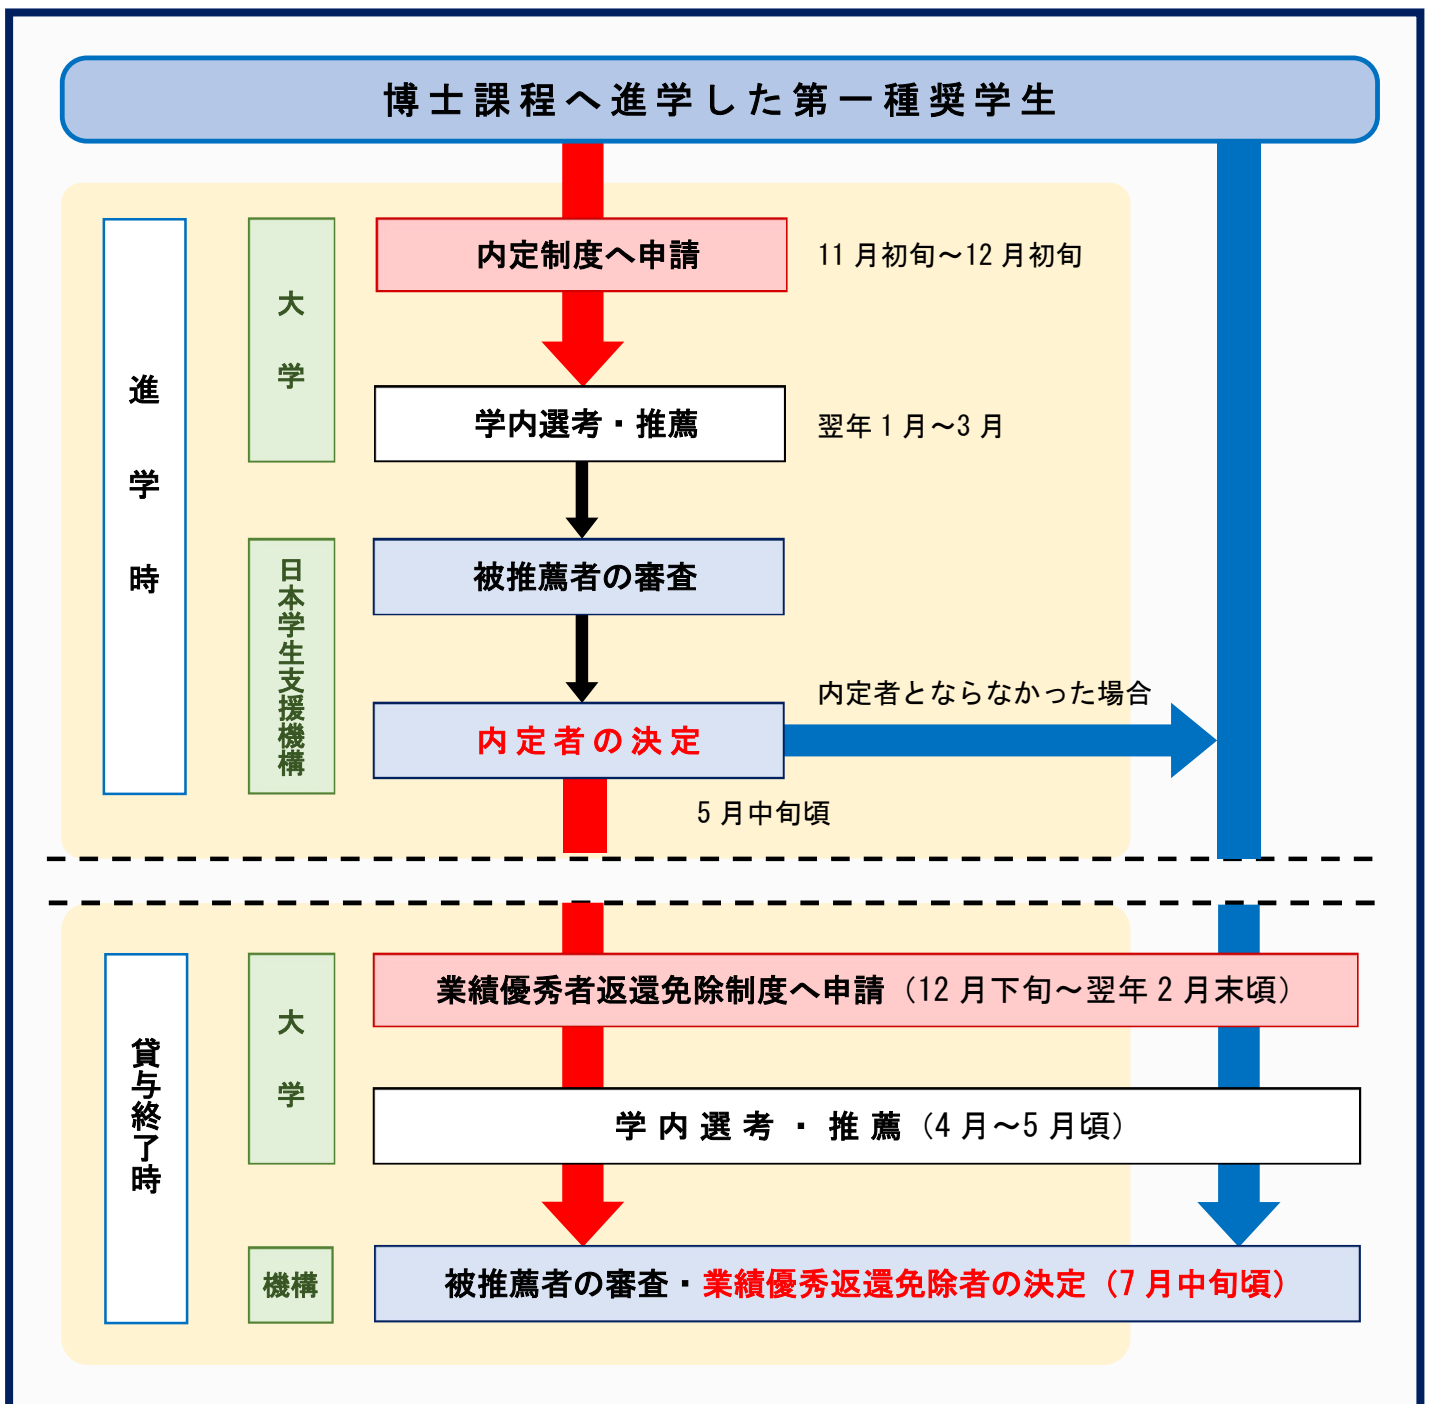 博士課程へ進学した第一種奨学生
進学時
大学
内定制度へ申請
11月初旬～12月初旬
学内選考・推薦
翌年1月～3月
日本学生支援機構
被推薦者の審査
内定者の決定
内定者とならなかった場合
5月中旬頃
貸与終了時
大学
業績優秀者返還免除制度へ申請（12月下旬～翌年2月末頃）
学内選考・推薦（4月～5月頃）
機構
被推薦者の審査・業績優秀返還免除者の決定（7月中旬頃）